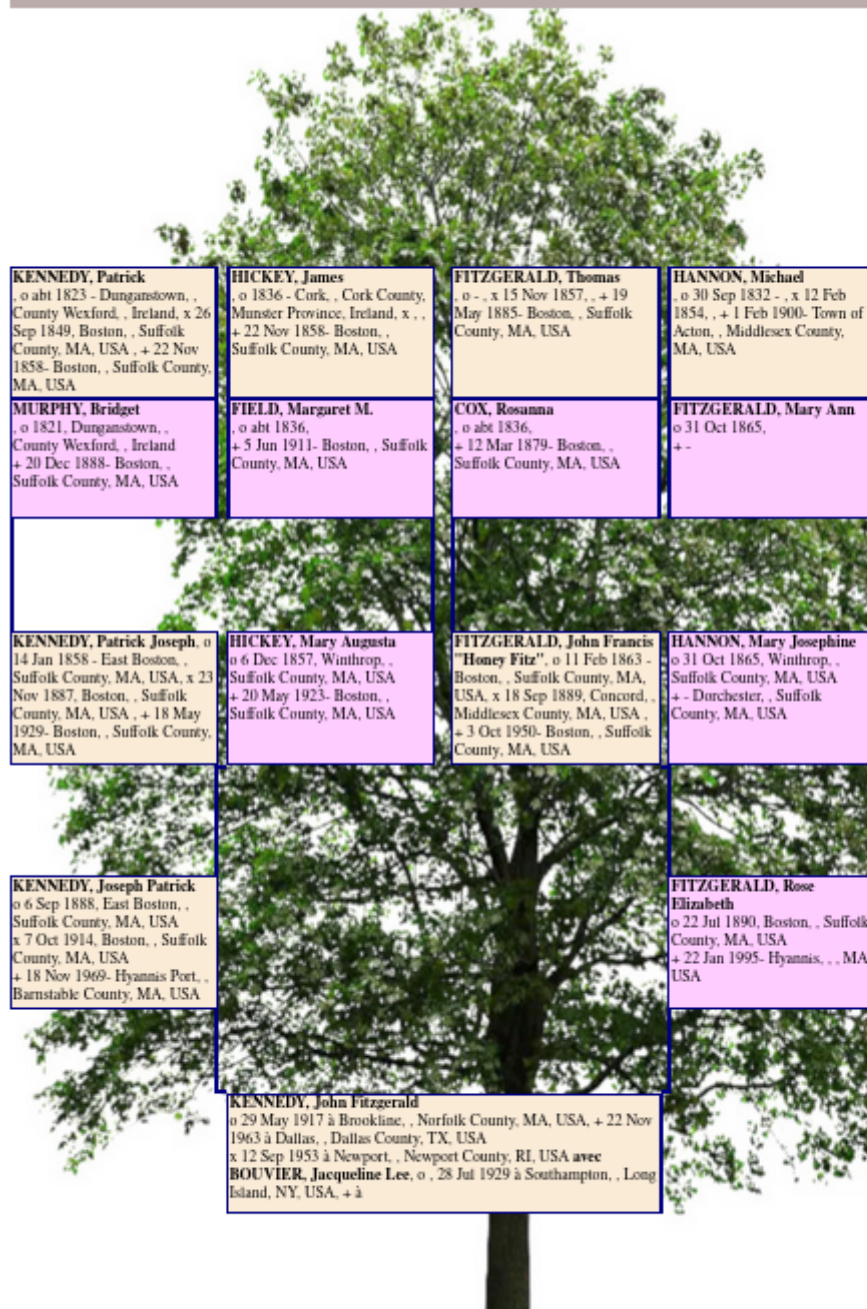 KENNEDY, Patrick
, o abt 1823 - Dunganstown, ,
County Wexford, , Ireland, x 26
Sep 1849, Boston, , Suffolk
County, MA, USA , + 22 Nov
1858- Boston, , Suffolk County,
MA, USA
HICKEY, James
, o 1836 - Cork, , Cork County,
Munster Province, Ireland, x , ,
+ 22 Nov 1858- Boston, ,
Suffolk County, MA, USA
FITZGERALD, Thomas
, o - , x 15 Nov 1857, , + 19
May 1885- Boston, , Suffolk
County, MA, USA
HANNON, Michael
, o 30 Sep 1832 - , x 12 Feb
1854, , + 1 Feb 1900- Town of
Acton, , Middlesex County,
MA, USA
MURPHY, Bridget
, o 1821, Dunganstown, ,
County Wexford, , Ireland
+ 20 Dec 1888- Boston, ,
Suffolk County, MA, USA
FIELD, Margaret M.
, o abt 1836,
+ 5 Jun 1911- Boston, , Suffolk
County, MA, USA
COX, Rosanna
, o abt 1836,
+ 12 Mar 1879- Boston, ,
Suffolk County, MA, USA
FITZGERALD, Mary Ann
o 31 Oct 1865,
+ -
KENNEDY, Patrick Joseph, o
14 Jan 1858 - East Boston, ,
Suffolk County, MA, USA, x 23
Nov 1887, Boston, , Suffolk
County, MA, USA , + 18 May
1929- Boston, , Suffolk County,
MA, USA
HICKEY, Mary Augusta
o 6 Dec 1857, Winthrop, ,
Suffolk County, MA, USA
+ 20 May 1923- Boston, ,
Suffolk County, MA, USA
FITZGERALD, John Francis
"Honey Fitz", o 11 Feb 1863 -
Boston, , Suffolk County, MA,
USA, x 18 Sep 1889, Concord, ,
Middlesex County, MA, USA ,
+ 3 Oct 1950- Boston, , Suffolk
County, MA, USA
HANNON, Mary Josephine
o 31 Oct 1865, Winthrop, ,
Suffolk County, MA, USA
+ - Dorchester, , Suffolk
County, MA, USA
KENNEDY, Joseph Patrick
o 6 Sep 1888, East Boston, ,
Suffolk County, MA, USA
x 7 Oct 1914, Boston, , Suffolk
County, MA, USA
+ 18 Nov 1969- Hyannis Port, ,
Barnstable County, MA, USA
FITZGERALD, Rose
Elizabeth
o 22 Jul 1890, Boston, , Suffolk
County, MA, USA
+ 22 Jan 1995- Hyannis, , , MA
USA
KENNEDY, John Fitzgerald
o 29 May 1917 à Brookline, , Norfolk County, MA, USA, + 22 Nov
1963 à Dallas, , Dallas County, TX, USA
x 12 Sep 1953 à Newport, , Newport County, RI, USA avec
BOUVIER, Jacqueline Lee, o , 28 Jul 1929 à Southampton, , Long
Island, NY, USA, + à